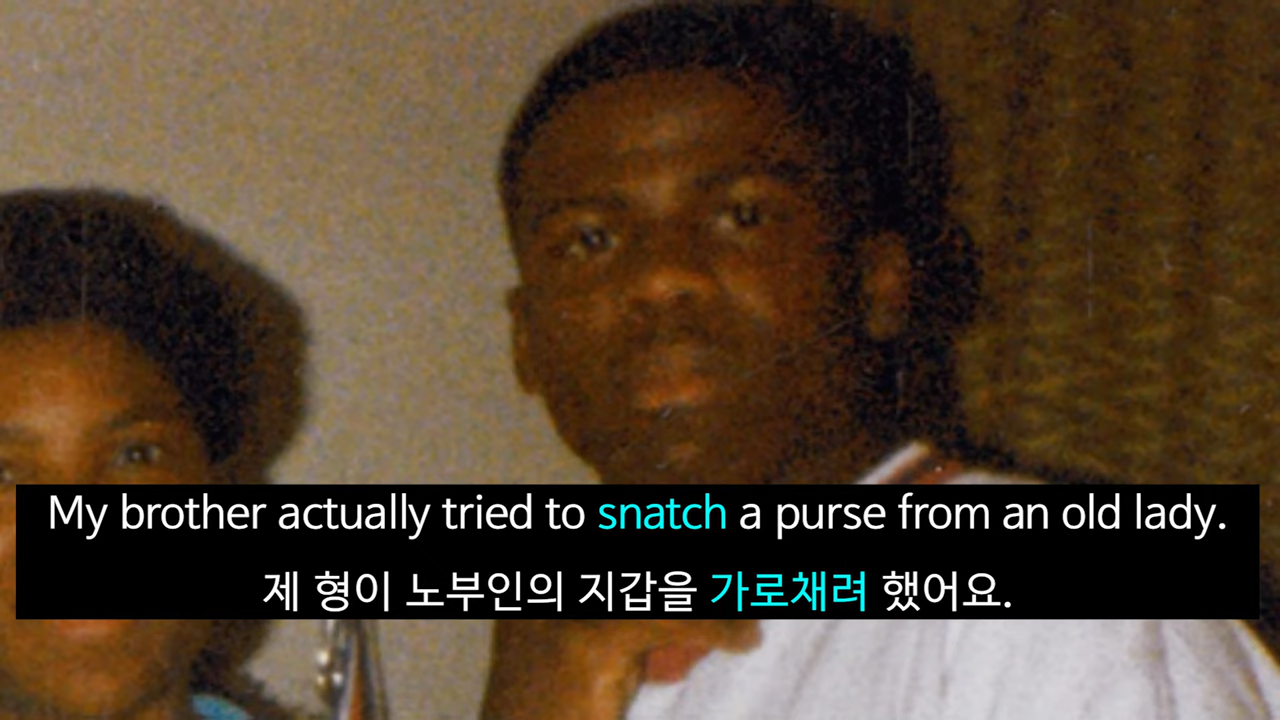 My brother actually tried to snatch a purse from an old lady.
제 형이 노부인의 지갑을 가로채려 했어요.